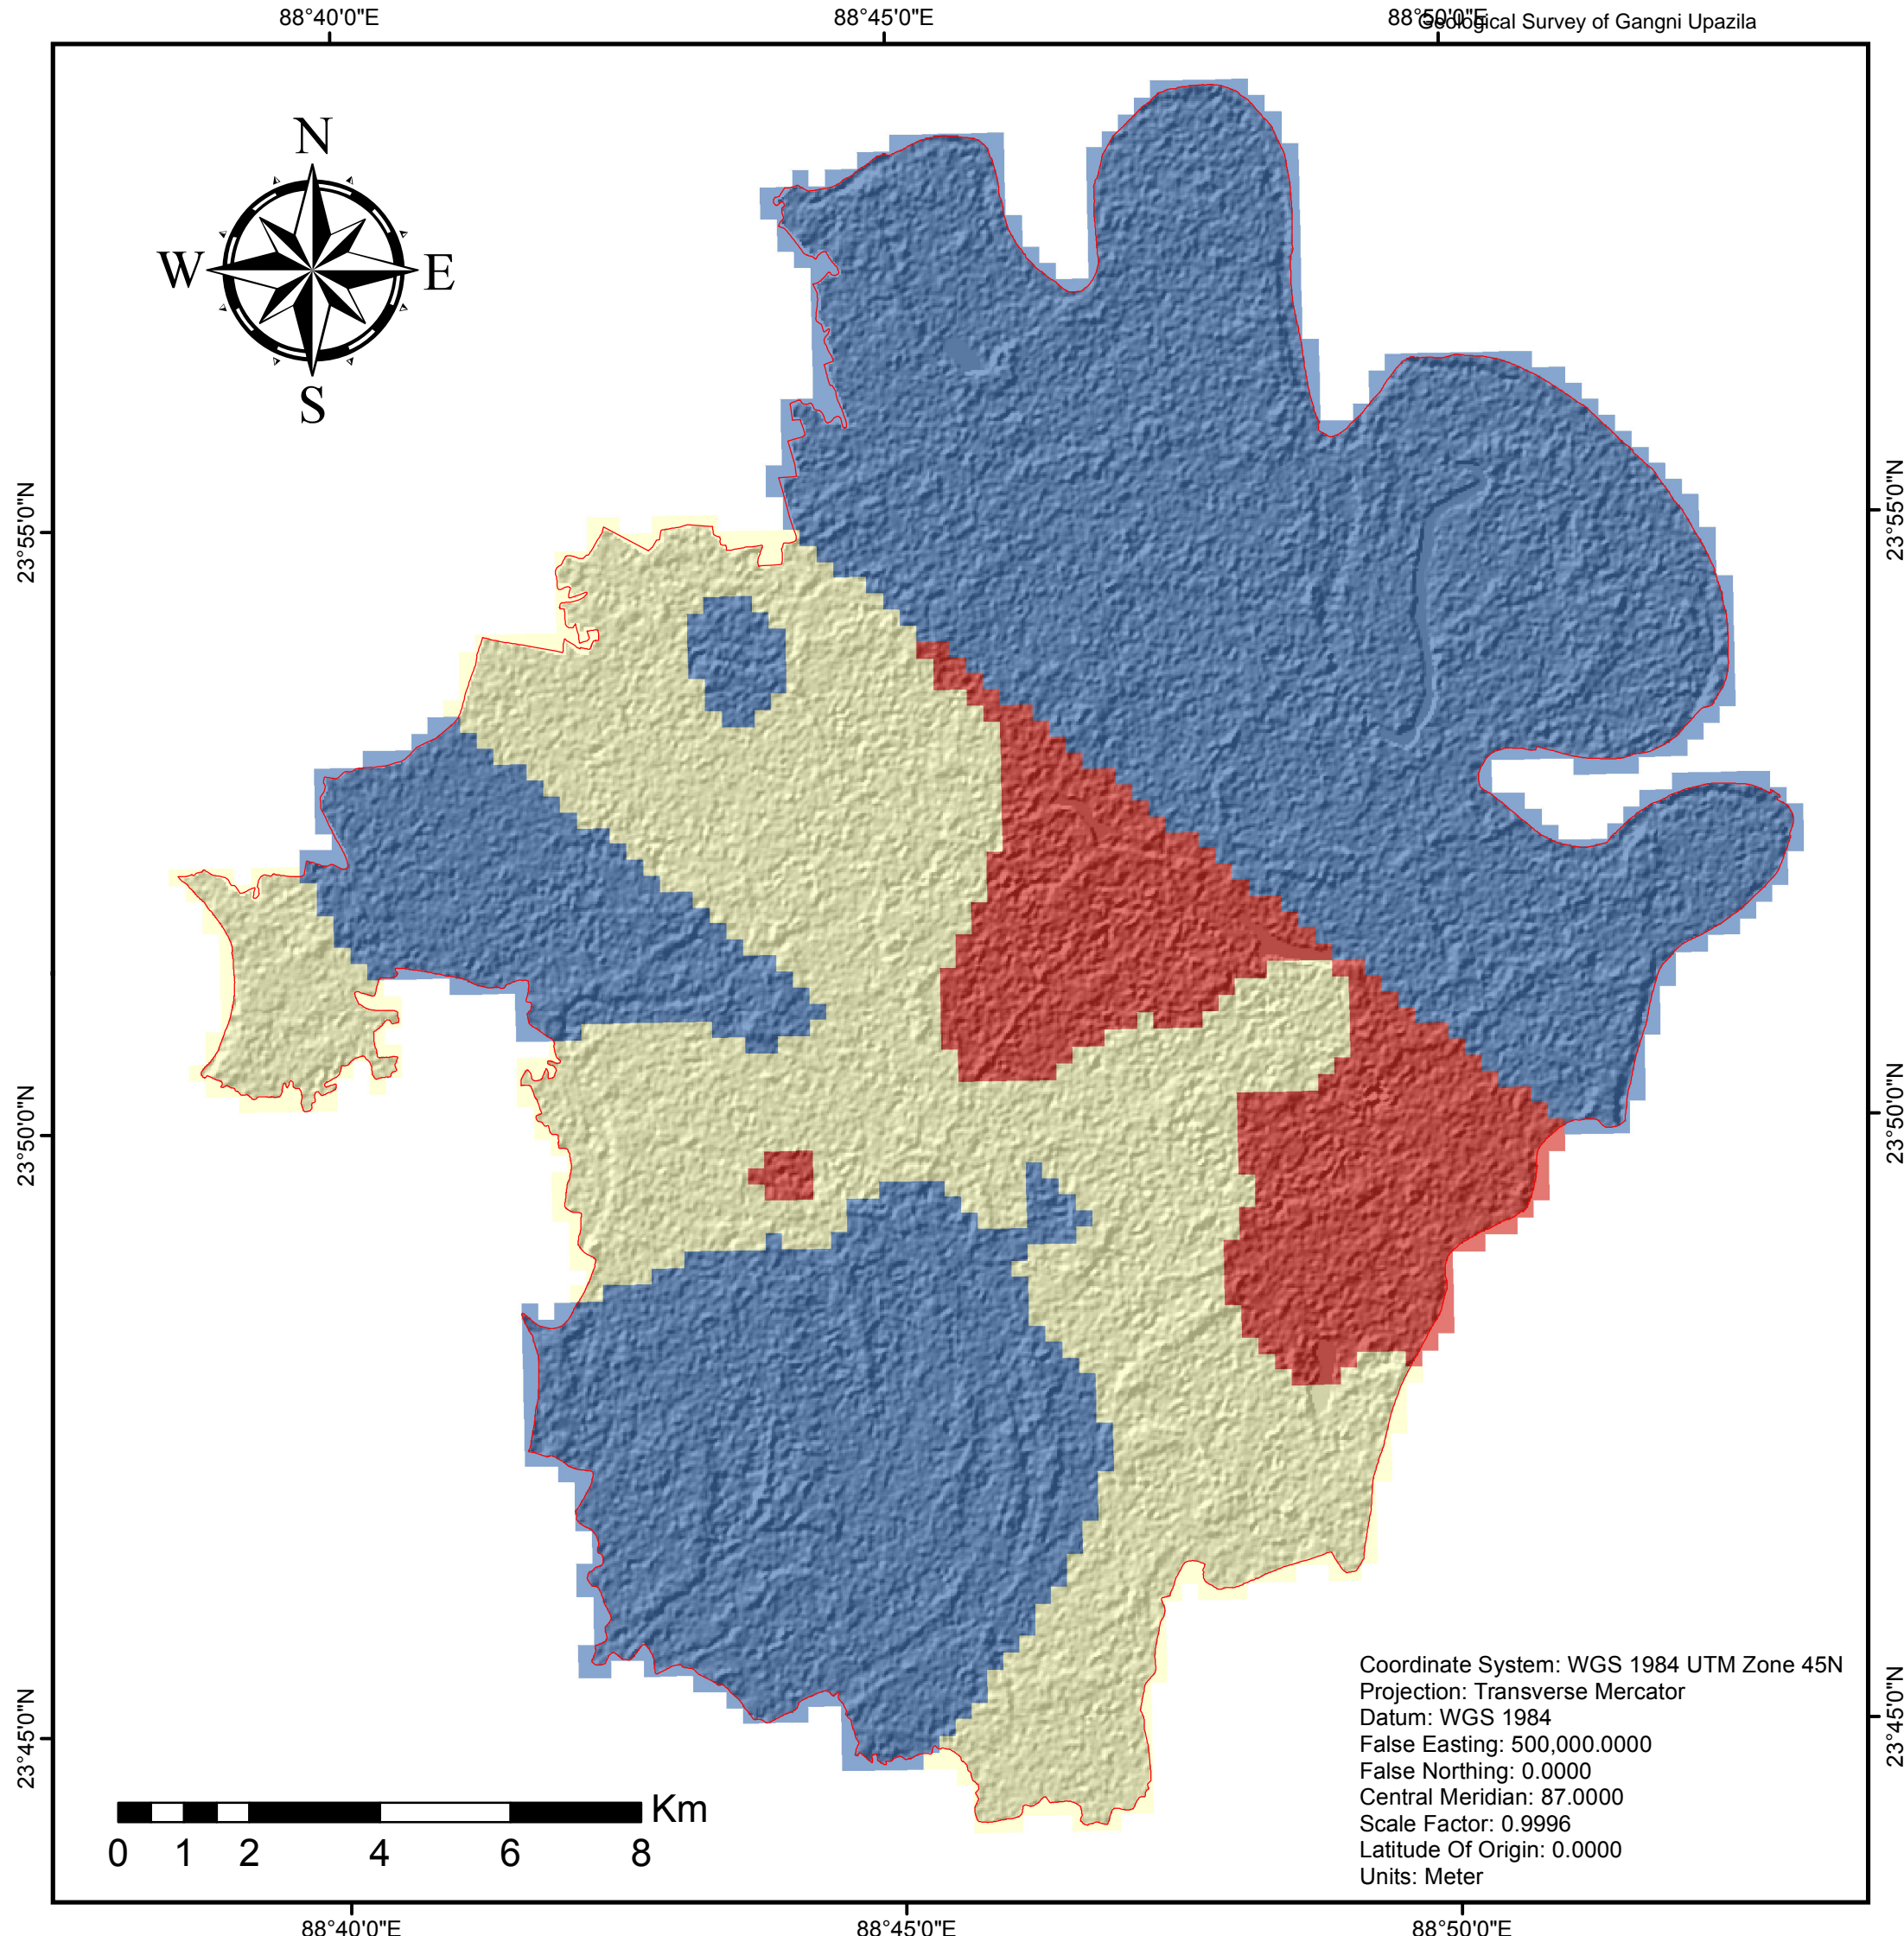 88°40'0"E
88°45'0"E
88°50'0"E
Geological Survey of Gangni Upazila
N
W
E
S
23°55'0"N
23°55'0"N
23°50'0"N
23°50'0"N
23°45'0"N
23°45'0"N
Coordinate System: WGS 1984 UTM Zone 45N
Projection: Transverse Mercator
Datum: WGS 1984
False Easting: 500,000.0000
False Northing: 0.0000
Central Meridian: 87.0000
Scale Factor: 0.9996
Latitude Of Origin: 0.0000
Units: Meter
Km
0 1 2 4 6 8
88°40'0"E
88°45'0"E
88°50'0"E